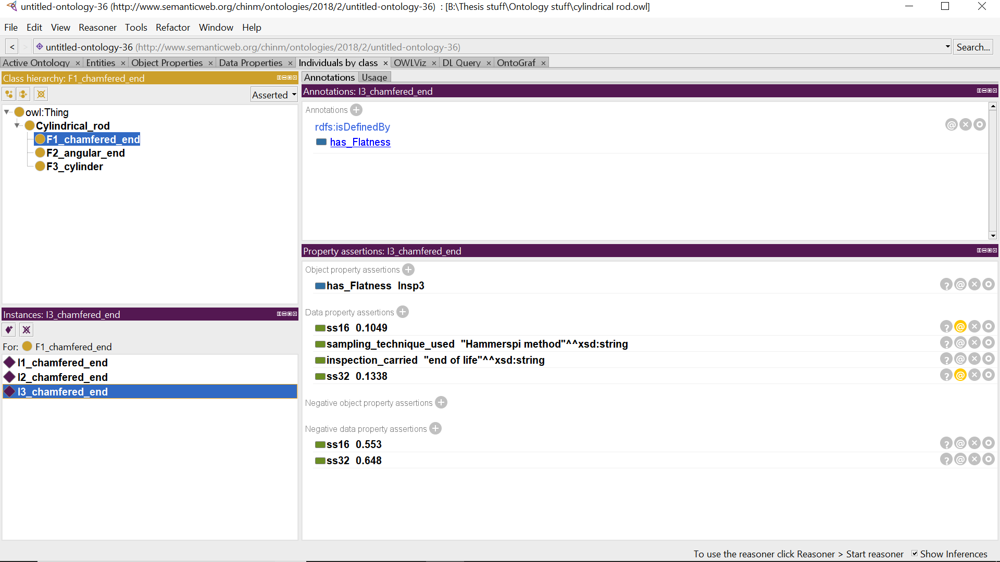 untitled-ontology-36 (http://www.semanticweb.org/chinm/ontologies/2018/2/untitled-ontology-36)  : [B:\Thesis stuff\Ontology stuff\cylindrical rod.owl]
File Edit View Reasoner Tools Refactor Window Help
< > untitled-ontology-36 (http://www.semanticweb.org/chinm/ontologies/2018/2/untitled-ontology-36) Search...
Active Ontology × Entities × Object Properties × Data Properties × Individuals by class × OWLViz × DL Query × OntoGraf ×
Class hierarchy: F1_chamfered_end
Asserted
owl:Thing
Cylindrical_rod
F1_chamfered_end
F2_angular_end
F3_cylinder
Instances: I3_chamfered_end
For: F1_chamfered_end
I1_chamfered_end
I2_chamfered_end
I3_chamfered_end
Annotations Usage
Annotations: I3_chamfered_end
Annotations
rdfs:isDefinedBy
has_Flatness
Property assertions: I3_chamfered_end
Object property assertions
has_Flatness Insp3
Data property assertions
ss16 0.1049
sampling_technique_used "Hammerspi method"^^xsd:string
inspection_carried "end of life"^^xsd:string
ss32 0.1338
Negative object property assertions
Negative data property assertions
ss16 0.553
ss32 0.648
To use the reasoner click Reasoner > Start reasoner Show Inferences